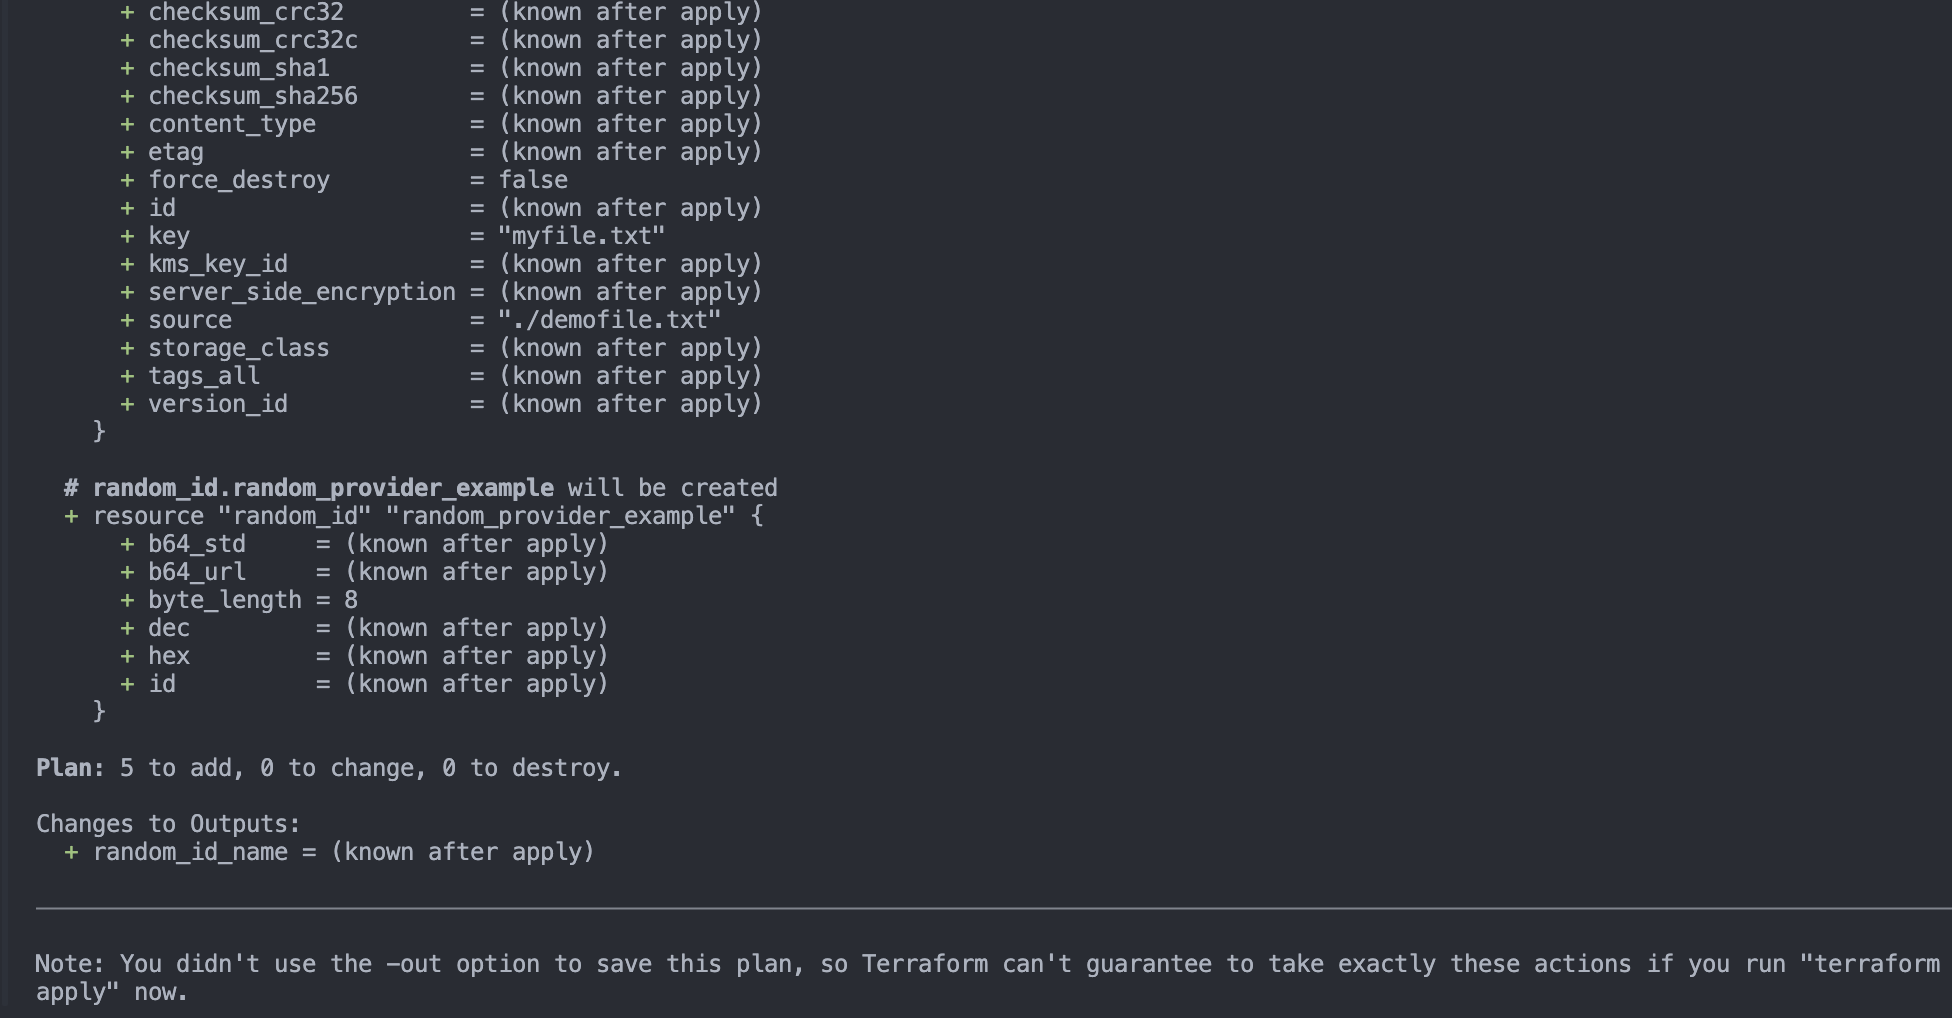 + checksum_crc32         = (known after apply)
+ checksum_crc32c        = (known after apply)
+ checksum_sha1          = (known after apply)
+ checksum_sha256        = (known after apply)
+ content_type           = (known after apply)
+ etag                   = (known after apply)
+ force_destroy          = false
+ id                     = (known after apply)
+ key                    = "myfile.txt"
+ kms_key_id             = (known after apply)
+ server_side_encryption = (known after apply)
+ source                 = "./demofile.txt"
+ storage_class          = (known after apply)
+ tags_all               = (known after apply)
+ version_id             = (known after apply)
}
# random_id.random_provider_example will be created
+ resource "random_id" "random_provider_example" {
+ b64_std     = (known after apply)
+ b64_url     = (known after apply)
+ byte_length = 8
+ dec         = (known after apply)
+ hex         = (known after apply)
+ id          = (known after apply)
}
Plan: 5 to add, 0 to change, 0 to destroy.
Changes to Outputs:
+ random_id_name = (known after apply)
Note: You didn't use the -out option to save this plan, so Terraform can't guarantee to take exactly these actions if you run "terraform
apply" now.